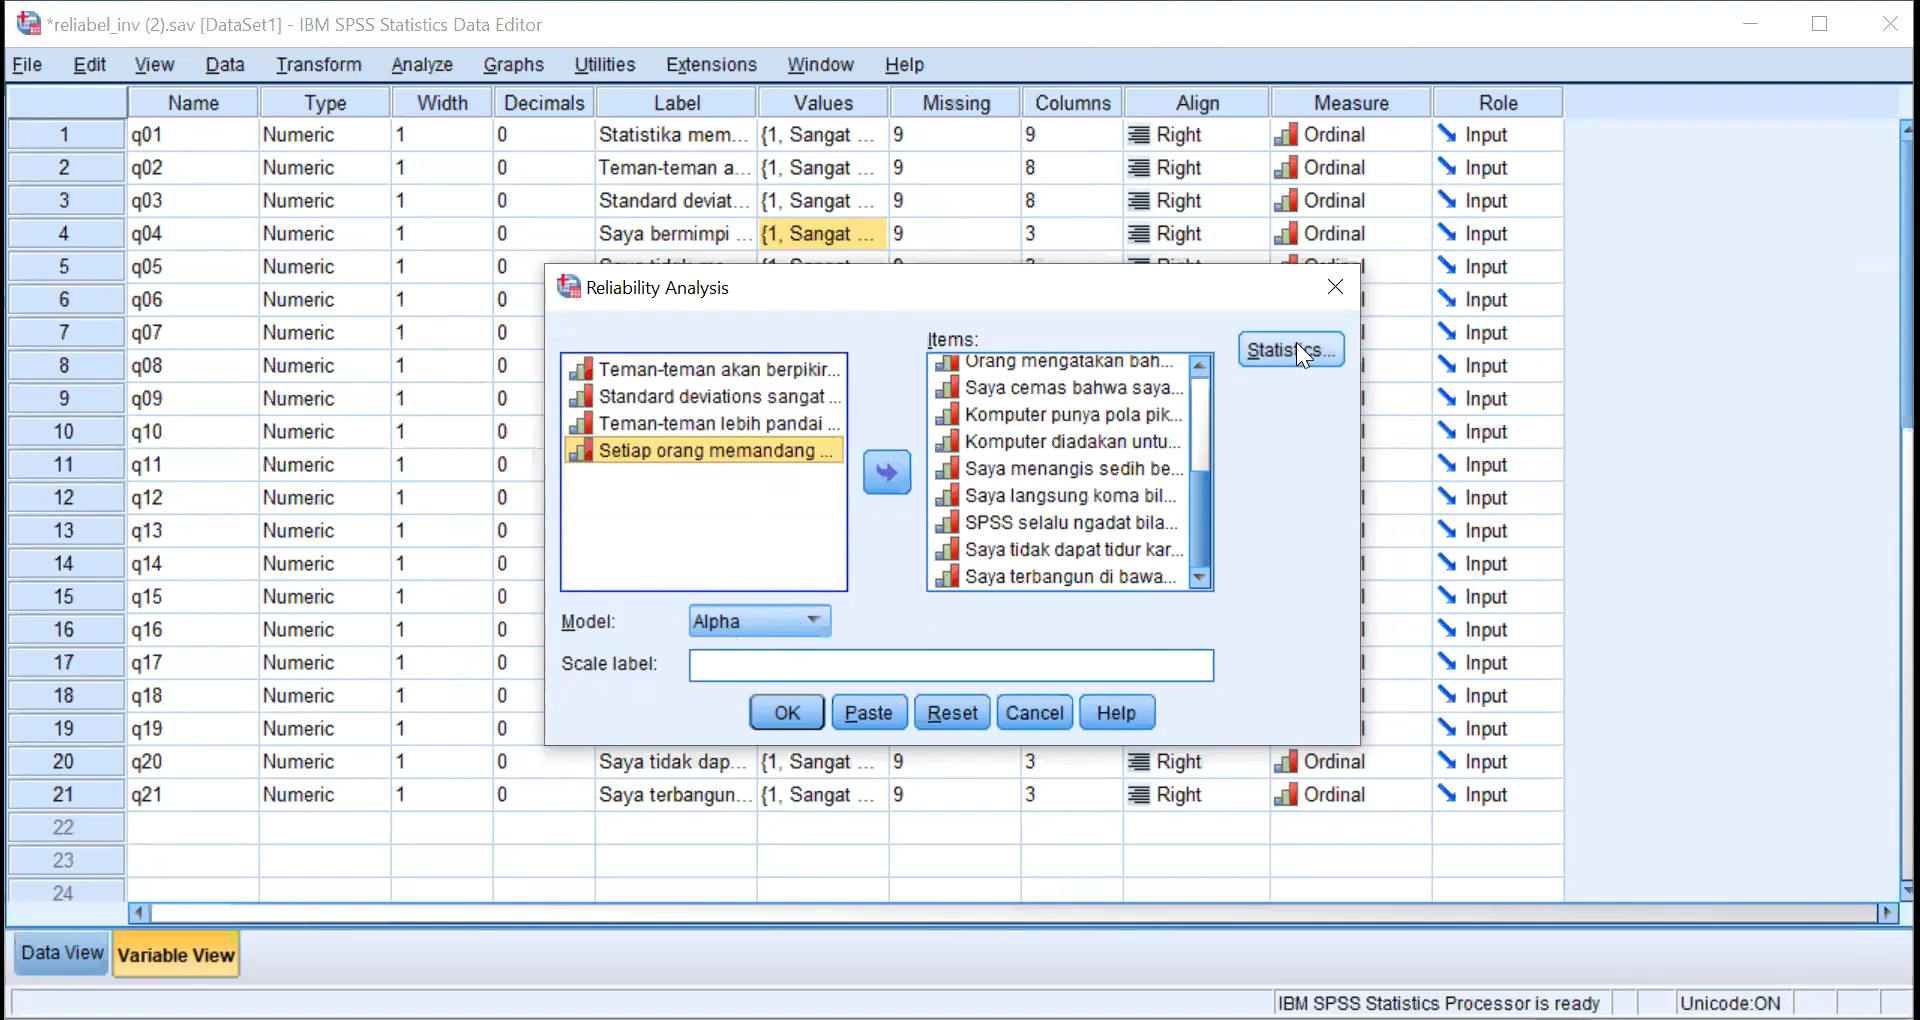 *reliabel_inv (2).sav [DataSet1] - IBM SPSS Statistics Data Editor
File Edit View Data Transform Analyze Graphs Utilities Extensions Window Help
Name Type Width Decimals Label Values Missing Columns Align Measure Role
1 q01 Numeric 1 0 Statistika mem... {1, Sangat ... 9 9 Right Ordinal Input
2 q02 Numeric 1 0 Teman-teman a... {1, Sangat ... 9 8 Right Ordinal Input
3 q03 Numeric 1 0 Standard deviat... {1, Sangat ... 9 8 Right Ordinal Input
4 q04 Numeric 1 0 Saya bermimpi ... {1, Sangat ... 9 3 Right Ordinal Input
5 q05 Numeric 1 0 Input
6 q06 Numeric 1 0 Input
7 q07 Numeric 1 0 Input
8 q08 Numeric 1 0 Input
9 q09 Numeric 1 0 Input
10 q10 Numeric 1 0 Input
11 q11 Numeric 1 0 Input
12 q12 Numeric 1 0 Input
13 q13 Numeric 1 0 Input
14 q14 Numeric 1 0 Input
15 q15 Numeric 1 0 Input
16 q16 Numeric 1 0 Input
17 q17 Numeric 1 0 Input
18 q18 Numeric 1 0 Input
19 q19 Numeric 1 0 Input
20 q20 Numeric 1 0 Saya tidak dap... {1, Sangat ... 9 3 Right Ordinal Input
21 q21 Numeric 1 0 Saya terbangun... {1, Sangat ... 9 3 Right Ordinal Input
22
23
24
Reliability Analysis
Teman-teman akan berpikir...
Standard deviations sangat ...
Teman-teman lebih pandai ...
Setiap orang memandang ...
Items:
Orang mengatakan bah...
Saya cemas bahwa saya...
Komputer punya pola pik...
Komputer diadakan untu...
Saya menangis sedih be...
Saya langsung koma bil...
SPSS selalu ngadat bila...
Saya tidak dapat tidur kar...
Saya terbangun di bawa...
Statistics...
Model: Alpha
Scale label:
OK Paste Reset Cancel Help
Data View Variable View
IBM SPSS Statistics Processor is ready Unicode:ON